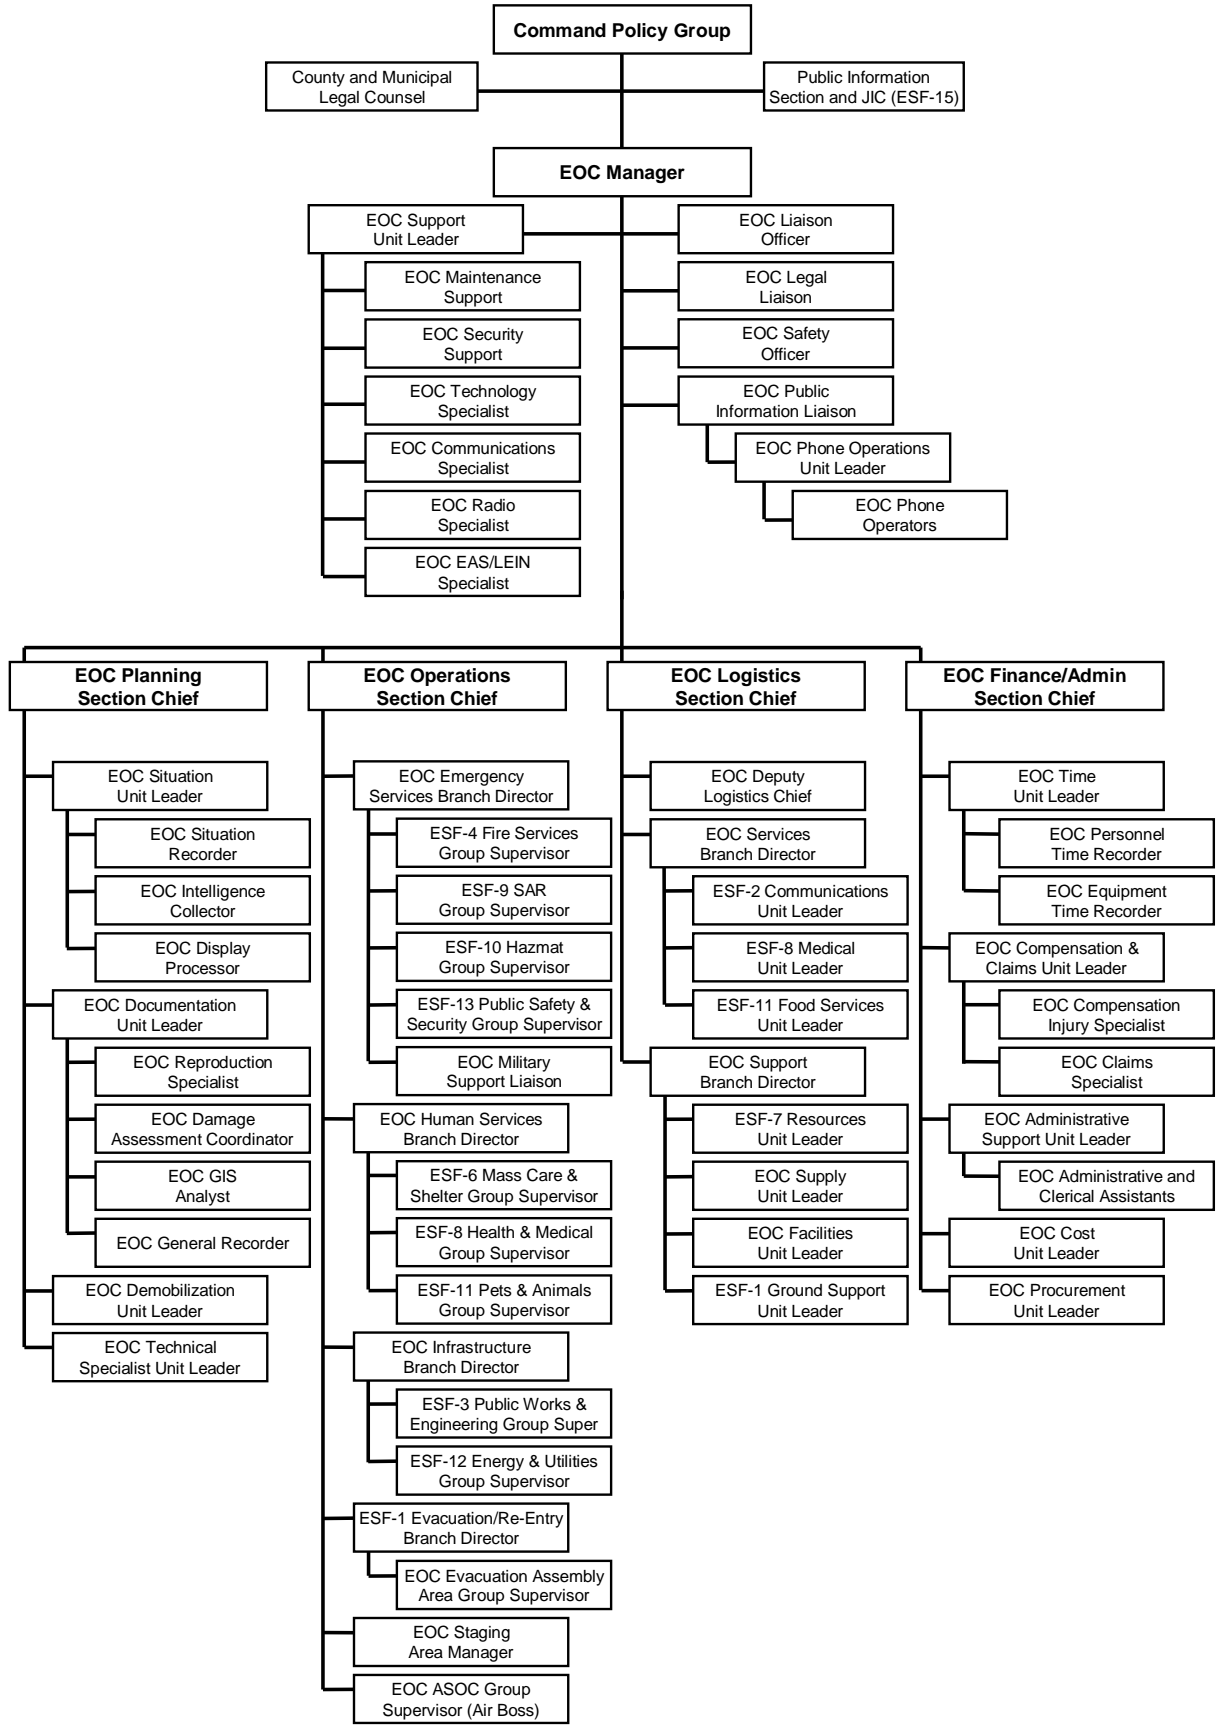 Command Policy Group
County and Municipal
Legal Counsel
Public Information
Section and JIC (ESF-15)
EOC Manager
EOC Support
Unit Leader
EOC Maintenance
Support
EOC Security
Support
EOC Technology
Specialist
EOC Communications
Specialist
EOC Radio
Specialist
EOC EAS/LEIN
Specialist
EOC Liaison
Officer
EOC Legal
Liaison
EOC Safety
Officer
EOC Public
Information Liaison
EOC Phone Operations
Unit Leader
EOC Phone
Operators
EOC Planning
Section Chief
EOC Situation
Unit Leader
EOC Situation
Recorder
EOC Intelligence
Collector
EOC Display
Processor
EOC Documentation
Unit Leader
EOC Reproduction
Specialist
EOC Damage
Assessment Coordinator
EOC GIS
Analyst
EOC General Recorder
EOC Demobilization
Unit Leader
EOC Technical
Specialist Unit Leader
EOC Operations
Section Chief
EOC Emergency
Services Branch Director
ESF-4 Fire Services
Group Supervisor
ESF-9 SAR
Group Supervisor
ESF-10 Hazmat
Group Supervisor
ESF-13 Public Safety &
Security Group Supervisor
EOC Military
Support Liaison
EOC Human Services
Branch Director
ESF-6 Mass Care &
Shelter Group Supervisor
ESF-8 Health & Medical
Group Supervisor
ESF-11 Pets & Animals
Group Supervisor
EOC Infrastructure
Branch Director
ESF-3 Public Works &
Engineering Group Super
ESF-12 Energy & Utilities
Group Supervisor
ESF-1 Evacuation/Re-Entry
Branch Director
EOC Evacuation Assembly
Area Group Supervisor
EOC Staging
Area Manager
EOC ASOC Group
Supervisor (Air Boss)
EOC Logistics
Section Chief
EOC Deputy
Logistics Chief
EOC Services
Branch Director
ESF-2 Communications
Unit Leader
ESF-8 Medical
Unit Leader
ESF-11 Food Services
Unit Leader
EOC Support
Branch Director
ESF-7 Resources
Unit Leader
EOC Supply
Unit Leader
EOC Facilities
Unit Leader
ESF-1 Ground Support
Unit Leader
EOC Finance/Admin
Section Chief
EOC Time
Unit Leader
EOC Personnel
Time Recorder
EOC Equipment
Time Recorder
EOC Compensation &
Claims Unit Leader
EOC Compensation
Injury Specialist
EOC Claims
Specialist
EOC Administrative
Support Unit Leader
EOC Administrative and
Clerical Assistants
EOC Cost
Unit Leader
EOC Procurement
Unit Leader